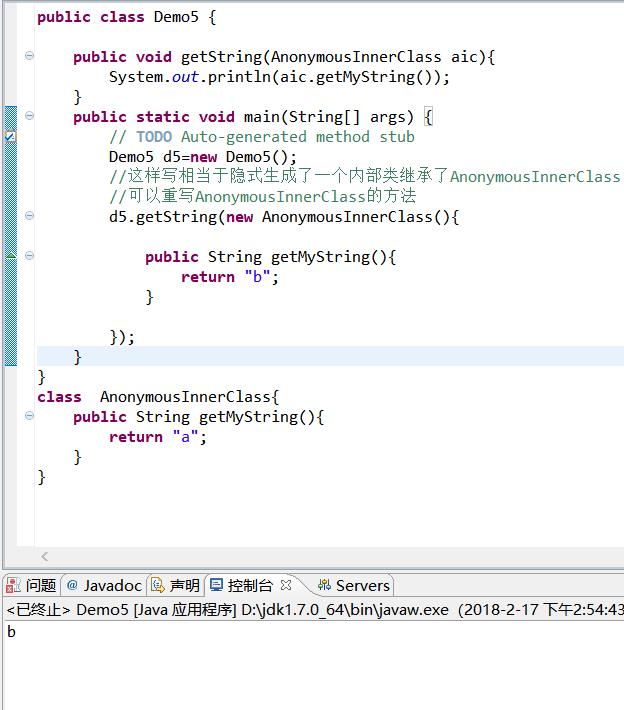 public class Demo5 {
public void getString(AnonymousInnerClass aic){
System.out.println(aic.getMyString());
}
public static void main(String[] args) {
// TODO Auto-generated method stub
Demo5 d5=new Demo5();
//这样写相当于隐式生成了一个内部类继承了AnonymousInnerClass
//可以重写AnonymousInnerClass的方法
d5.getString(new AnonymousInnerClass(){
public String getMyString(){
return "b";
}
});
}
}
class  AnonymousInnerClass{
public String getMyString(){
return "a";
}
}
问题 @ Javadoc 声明 控制台 Servers
<已终止> Demo5 [Java 应用程序] D:\jdk1.7.0_64\bin\javaw.exe（2018-2-17 下午2:54:43
b